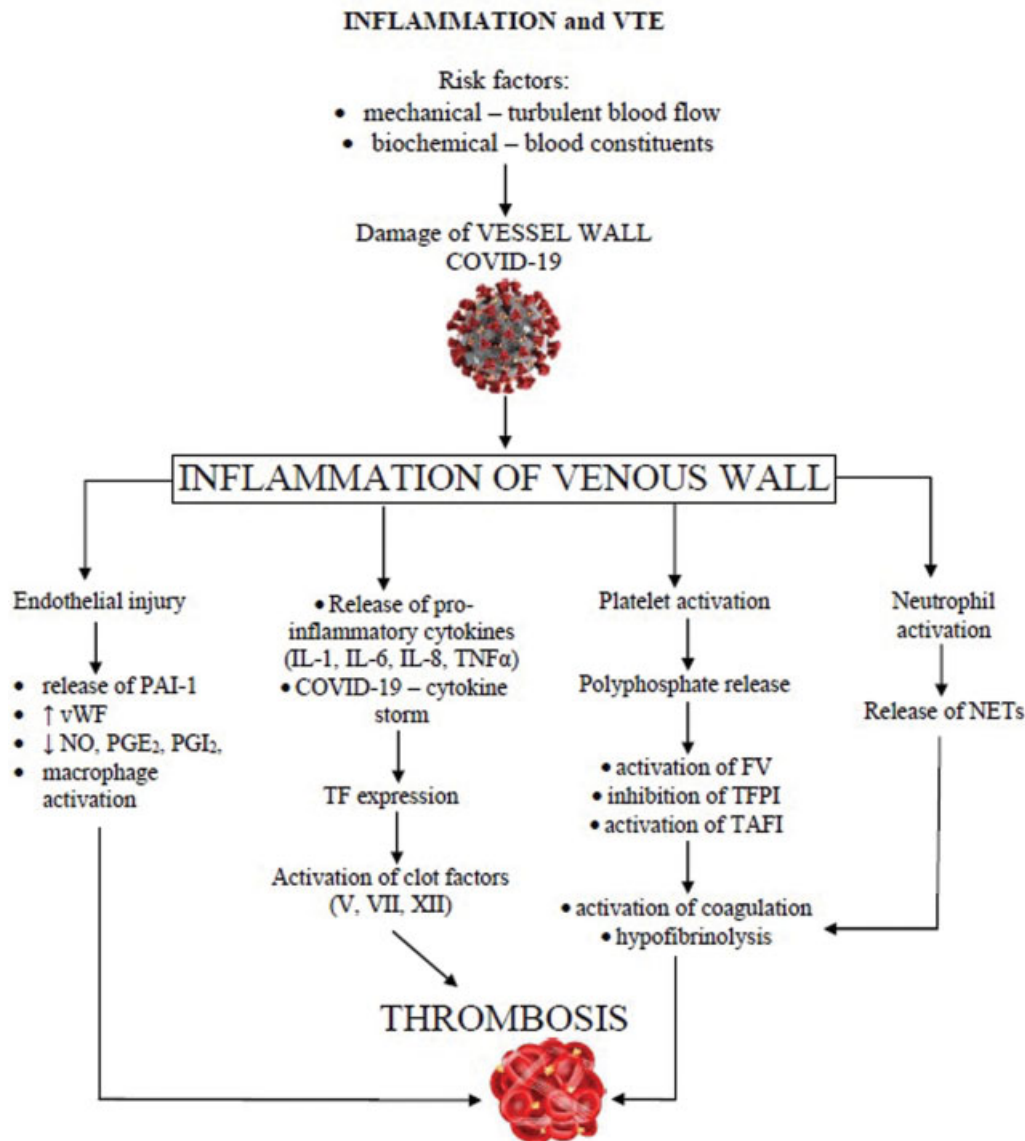 INFLAMMATION and VTE
Risk factors:
• mechanical – turbulent blood flow
• biochemical – blood constituents
Damage of VESSEL WALL
COVID-19
INFLAMMATION OF VENOUS WALL
Endothelial injury
• release of PAI-1
• ↑ vWF
• ↓ NO, PGE₂, PGI₂,
• macrophage
activation
• Release of pro-
inflammatory cytokines
(IL-1, IL-6, IL-8, TNFα)
• COVID-19 – cytokine
storm
TF expression
Activation of clot factors
(V, VII, XII)
Platelet activation
Polyphosphate release
• activation of FV
• inhibition of TFPI
• activation of TAFI
• activation of coagulation
• hypofibrinolysis
Neutrophil
activation
Release of NETs
THROMBOSIS